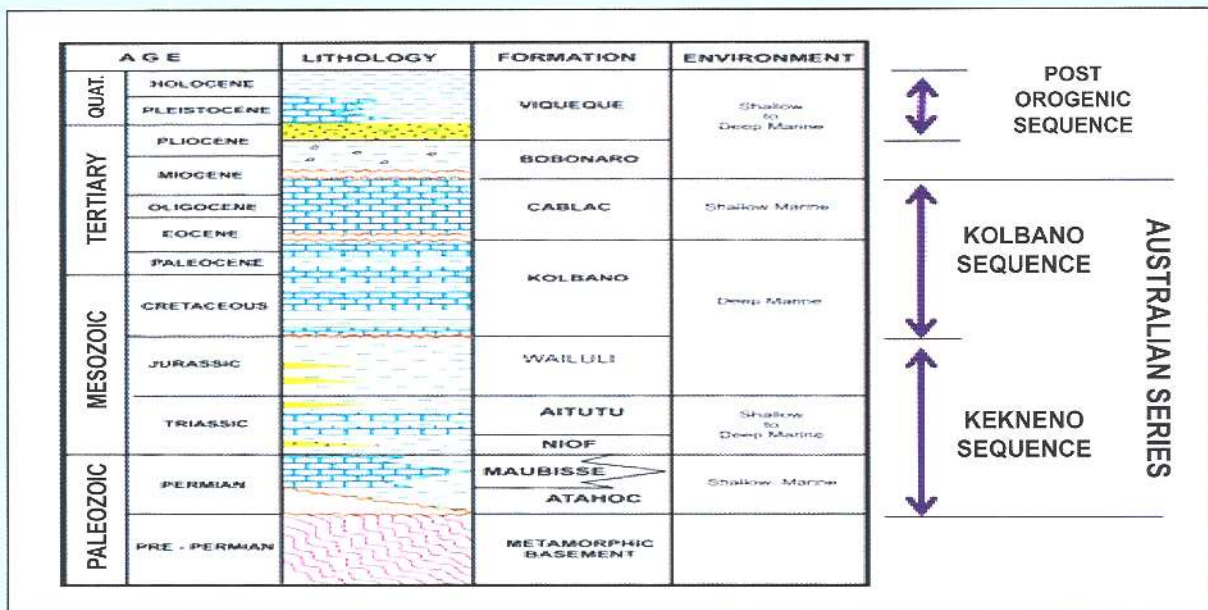 AGE LITHOLOGY FORMATION ENVIRONMENT
QUAT.
HOLOCENE
PLEISTOCENE
VIQUEQUE
Shallow
to
Deep Marine
TERTIARY
PLIOCENE
BOBONARO
MIOCENE
OLIGOCENE
CABLAC
Shallow Marine
EOCENE
PALEOCENE
KOLBANO
Deep Marine
MESOZOIC
CRETACEOUS
JURASSIC
WAILULI
TRIASSIC
AITUTU
Shallow
to
Deep Marine
NIOF
PALEOZOIC
PERMIAN
MAUBISSE
Shallow Marine
ATAHOC
PRE - PERMIAN
METAMORPHIC
BASEMENT
POST
OROGENIC
SEQUENCE
KOLBANO
SEQUENCE
KEKNENO
SEQUENCE
AUSTRALIAN SERIES